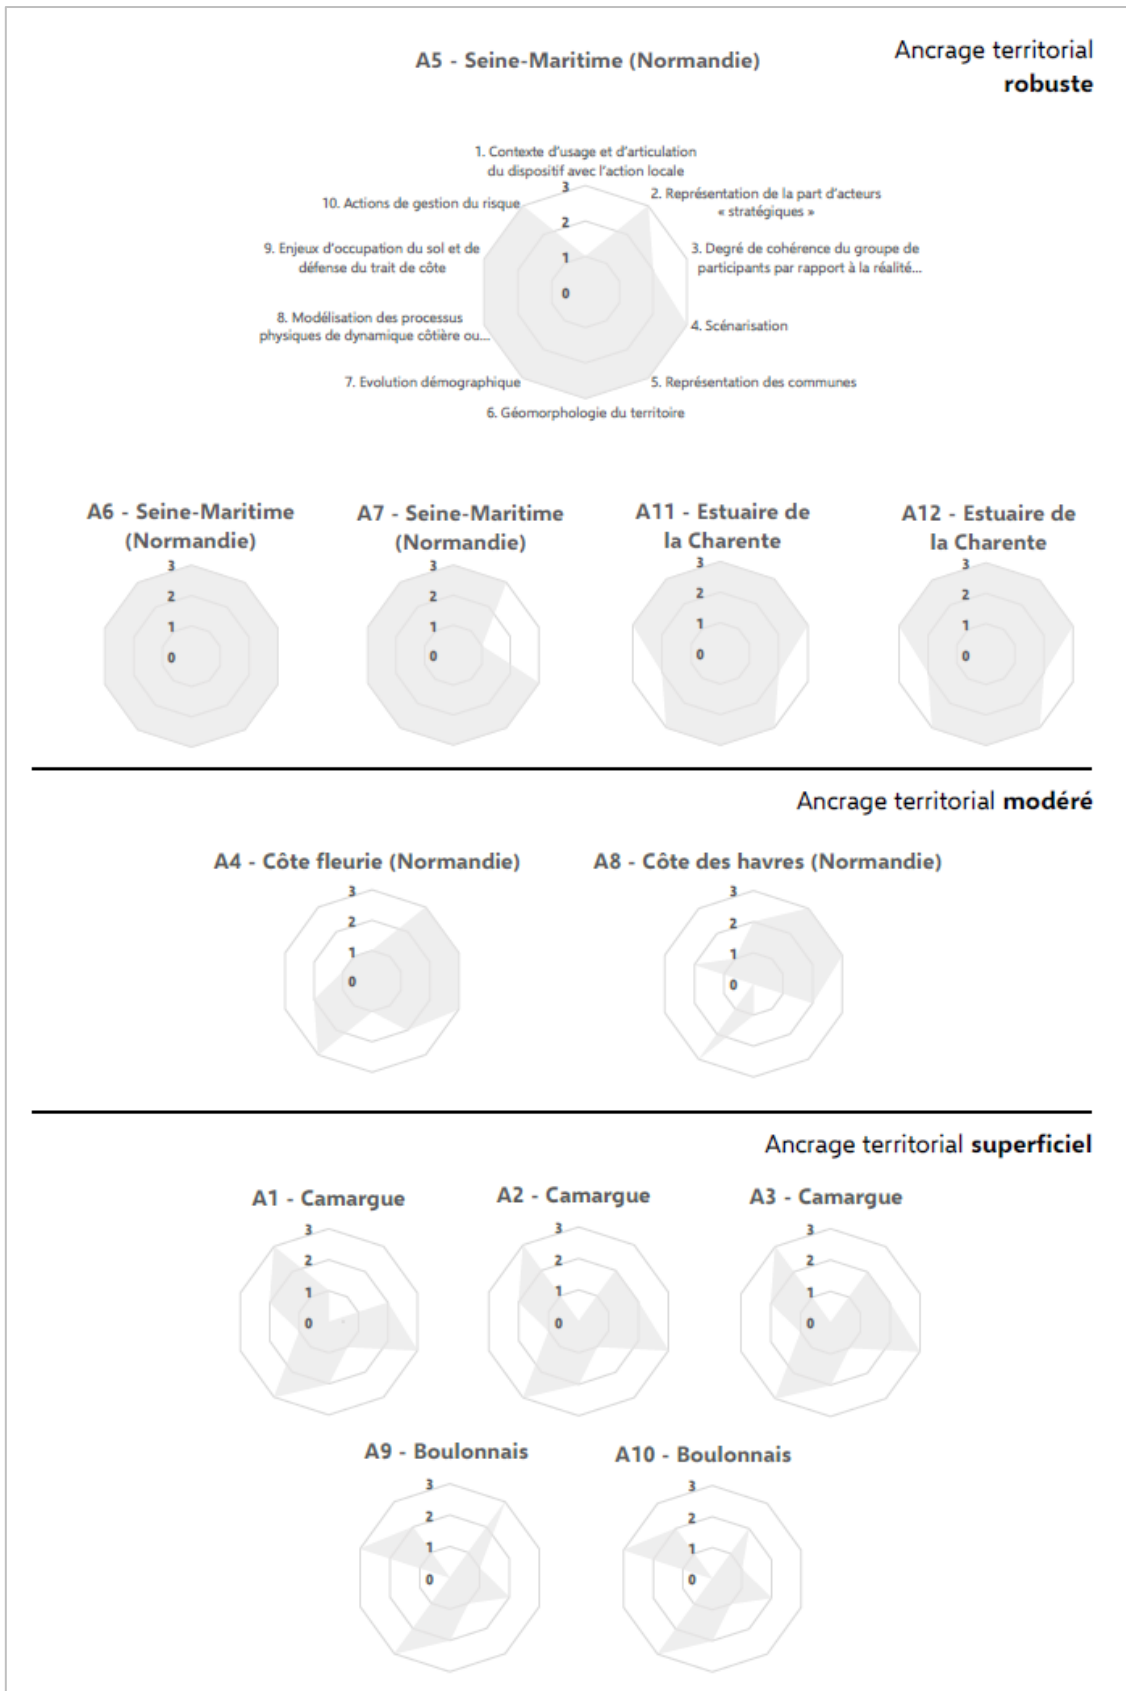 A5 - Seine-Maritime (Normandie)
Ancrage territorial
robuste
1. Contexte d'usage et d'articulation
du dispositif avec l'action locale
2. Représentation de la part d'acteurs
« stratégiques »
3. Degré de cohérence du groupe de
participants par rapport à la réalité...
4. Scénarisation
5. Représentation des communes
6. Géomorphologie du territoire
7. Evolution démographique
8. Modélisation des processus
physiques de dynamique côtière ou...
9. Enjeux d'occupation du sol et de
défense du trait de côte
10. Actions de gestion du risque
3
2
1
0
A6 - Seine-Maritime
(Normandie)
3
2
1
0
A7 - Seine-Maritime
(Normandie)
3
2
1
0
A11 - Estuaire de
la Charente
3
2
1
0
A12 - Estuaire de
la Charente
3
2
1
0
Ancrage territorial modéré
A4 - Côte fleurie (Normandie)
3
2
1
0
A8 - Côte des havres (Normandie)
3
2
1
0
Ancrage territorial superficiel
A1 - Camargue
3
2
1
0
A2 - Camargue
3
2
1
0
A3 - Camargue
3
2
1
0
A9 - Boulonnais
3
2
1
0
A10 - Boulonnais
3
2
1
0